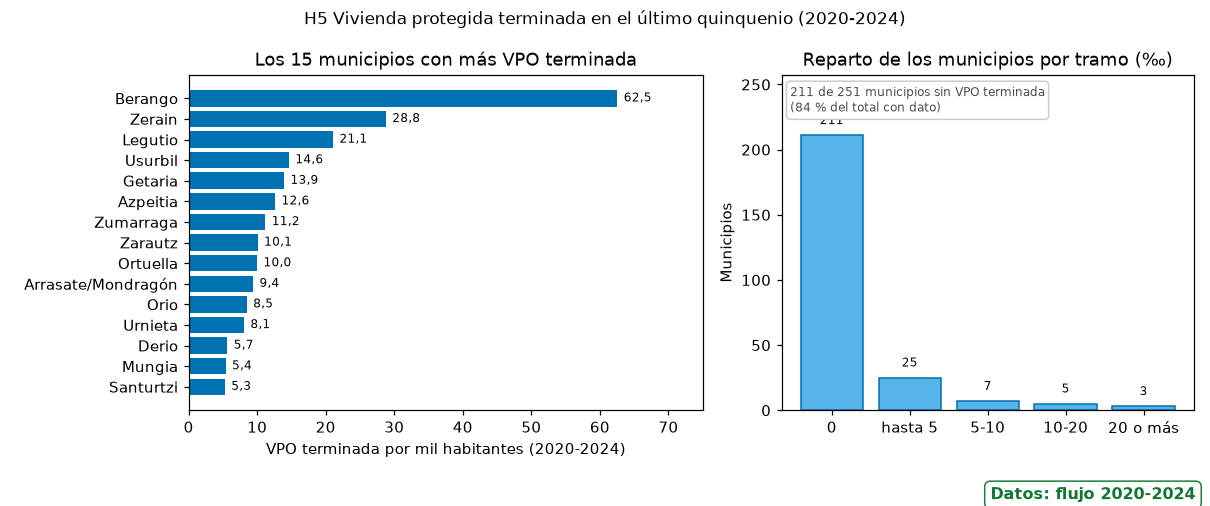 H5 Vivienda protegida terminada en el último quinquenio (2020-2024)
Los 15 municipios con más VPO terminada
Berango
62,5
Zerain
28,8
Legutio
21,1
Usurbil
14,6
Getaria
13,9
Azpeitia
12,6
Zumarraga
11,2
Zarautz
10,1
Ortuella
10,0
Arrasate/Mondragón
9,4
Orio
8,5
Urnieta
8,1
Derio
5,7
Mungia
5,4
Santurtzi
5,3
0 10 20 30 40 50 60 70
VPO terminada por mil habitantes (2020-2024)
Reparto de los municipios por tramo (‰)
211 de 251 municipios sin VPO terminada
(84 % del total con dato)
Municipios
250
200
150
100
50
0
211
25
7
5
3
0 hasta 5 5-10 10-20 20 o más
Datos: flujo 2020-2024